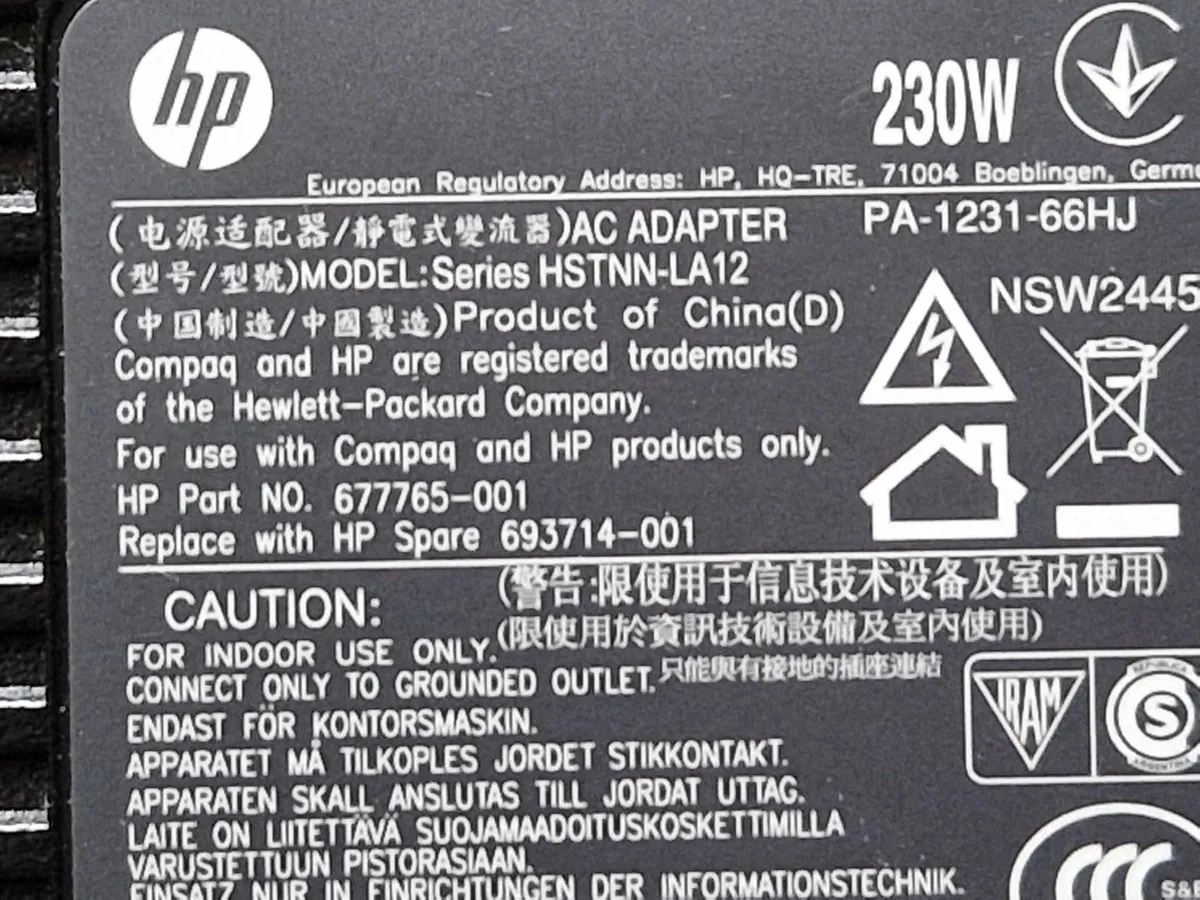 hp
230W
European Regulatory Address: HP, HQ-TRE, 71004 Boeblingen,
(电源适配器/靜電式變流器)AC ADAPTER PA-1231-66HJ
(型号/型號)MODEL:Series HSTNN-LA12
NSW2445
(中国制造/中國製造)Product of China(D)
Compaq and HP are registered trademarks
of the Hewlett-Packard Company.
For use with Compaq and HP products only.
HP Part NO. 677765-001
Replace with HP Spare 693714-001
CAUTION:
(警告:限使用于信息技术设备及室内使用)
(限使用於資訊技術設備及室內使用)
FOR INDOOR USE ONLY.
CONNECT ONLY TO GROUNDED OUTLET.只能與有接地的插座連結
ENDAST FÖR KONTORSMASKIN.
APPARATET MÅ TILKOPLES JORDET STIKKONTAKT.
APPARATEN SKALL ANSLUTAS TILL JORDAT UTTAG.
LAITE ON LIITETTÄVÄ SUOJAMAADOITUSKOSKETTIMILLA
VARUSTETTUUN PISTORASIAAN.
EINSATZ NUR IN EINRICHTUNGEN DER INFORMATIONSTECHNIK.
IRAM
REPUBLICA
S
ARGENTINA
CCC
S&E